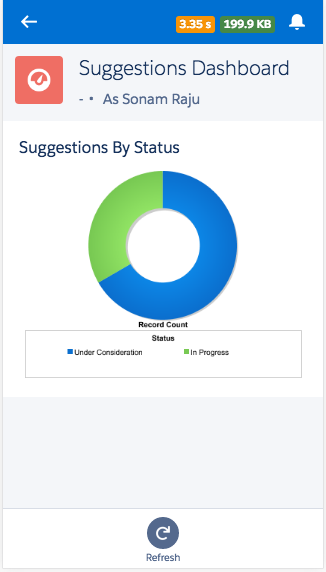 3.35 s 199.9 KB
Suggestions Dashboard
- • As Sonam Raju
Suggestions By Status
Record Count
Status
Under Consideration In Progress
Refresh